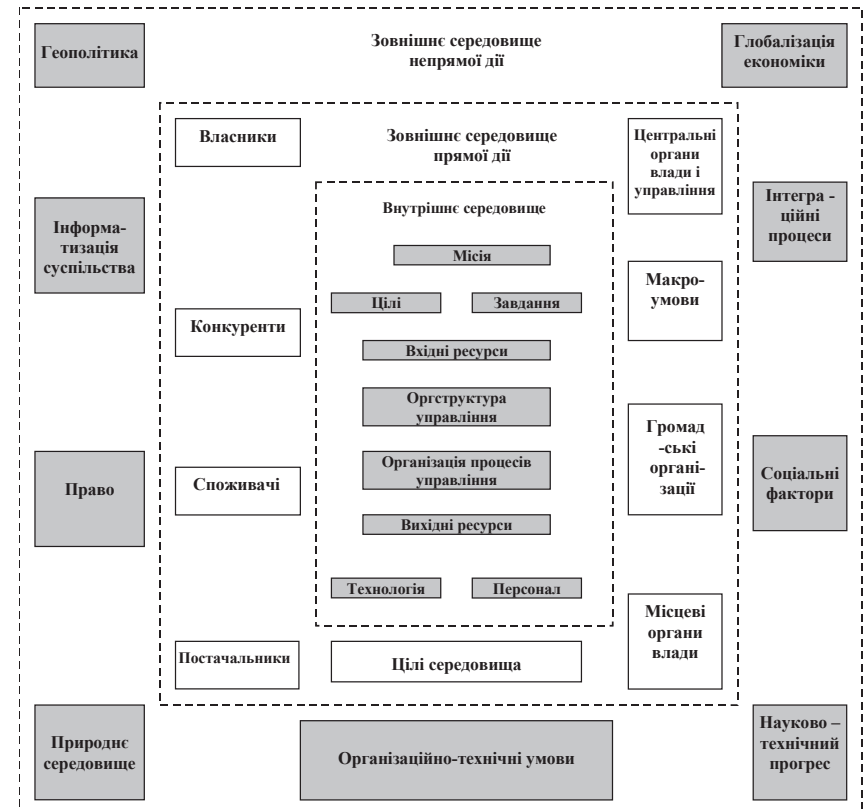 Геополітика
Зовнішнє середовище
непрямої дії
Глобалізація
економіки
Власники
Зовнішнє середовище
прямої дії
Центральні
органи
влади і
управління
Інформа-
тизація
суспільства
Внутрішнє середовище
Інтегра - 
ційні
процеси
Місія
Цілі
Завдання
Макро-
умови
Конкуренти
Вхідні ресурси
Оргструктура
управління
Громад
-ські
органі-
зації
Право
Споживачі
Організація процесів
управління
Соціальні
фактори
Вихідні ресурси
Технологія
Персонал
Місцеві
органи
влади
Постачальники
Цілі середовища
Природнє
середовище
Організаційно-технічні умови
Науково –
технічний
прогрес